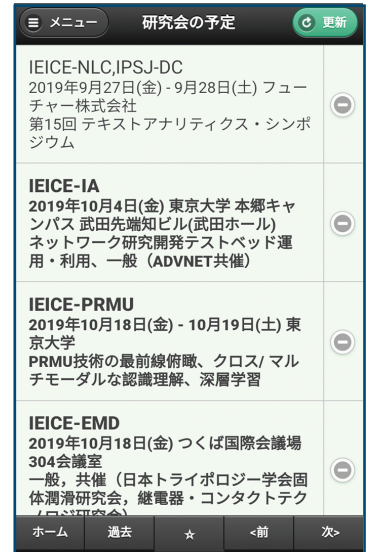 メニュー
研究会の予定
更新
IEICE-NLC,IPSJ-DC
2019年9月27日(金) - 9月28日(土) フュー
チャー株式会社
第15回 テキストアナリティクス・シンポ
ジウム
IEICE-IA
2019年10月4日(金) 東京大学 本郷キャ
ンパス 武田先端知ビル(武田ホール)
ネットワーク研究開発テストベッド運
用・利用、一般（ADVNET共催）
IEICE-PRMU
2019年10月18日(金) - 10月19日(土) 東
京大学
PRMU技術の最前線俯瞰、クロス/ マル
チモーダルな認識理解、深層学習
IEICE-EMD
2019年10月18日(金) つくば国際会議場
304会議室
一般，共催（日本トライボロジー学会固
体潤滑研究会，継電器・コンタクトテク
ノロジ研究会）
ホーム
過去
☆
<前
次>